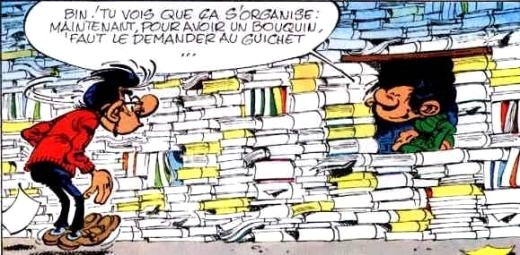 BIN! TU VOIS QUE ÇA S'ORGANISE:
MAINTENANT, POUR AVOIR UN BOUQUIN,
FAUT LE DEMANDER AU GUICHET
...